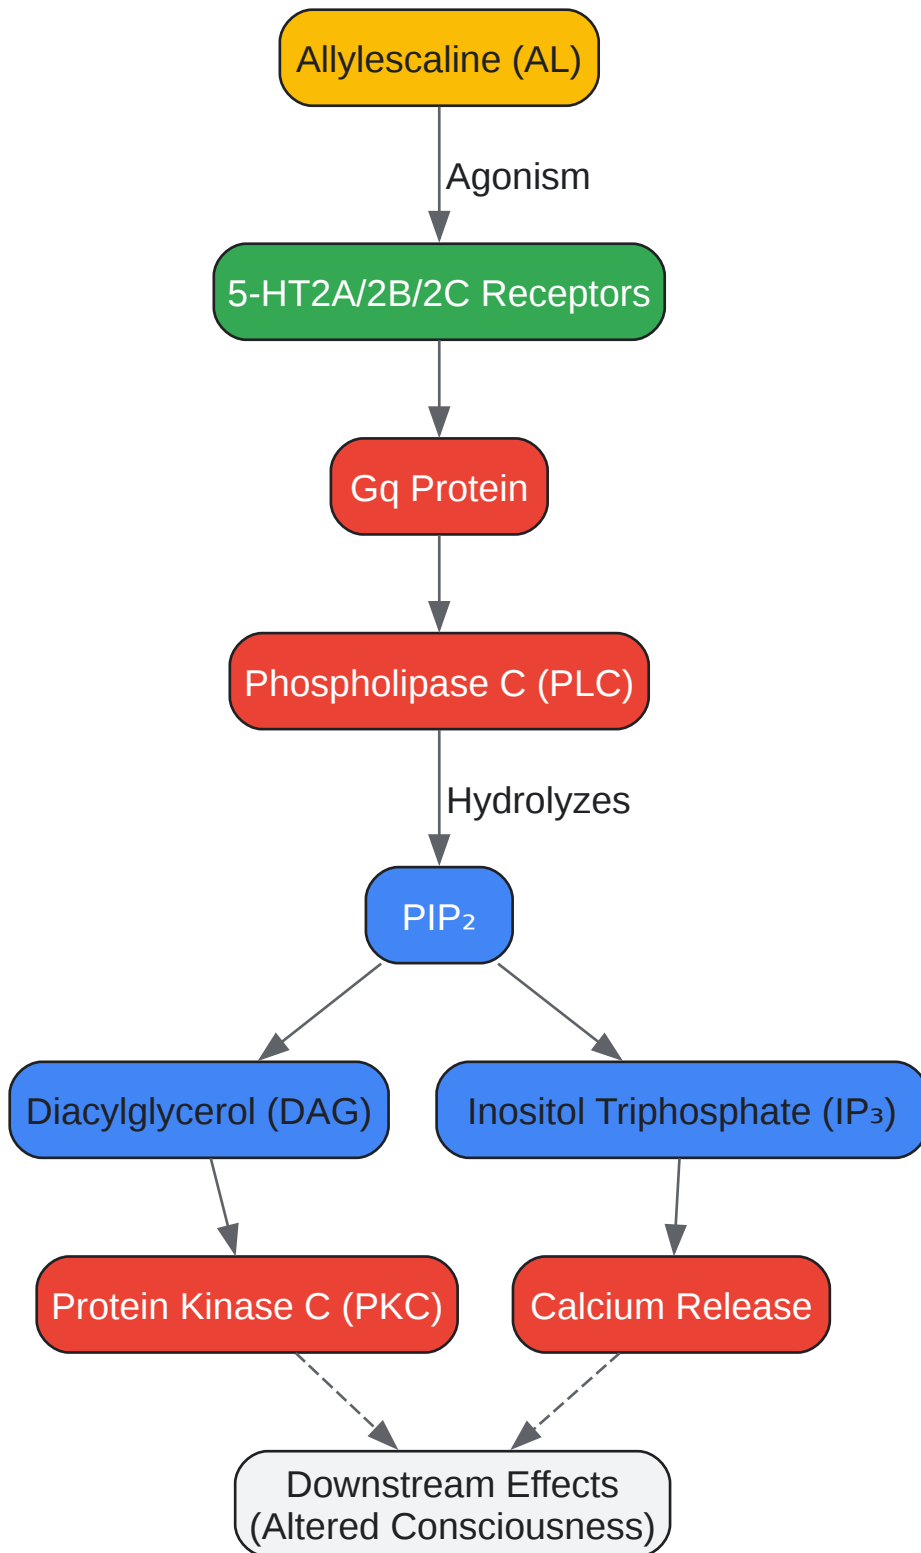 Allylescaline (AL)
Agonism
5-HT2A/2B/2C Receptors
Gq Protein
Phospholipase C (PLC)
Hydrolyzes
PIP₂
Diacylglycerol (DAG)
Inositol Triphosphate (IP₃)
Protein Kinase C (PKC)
Calcium Release
Downstream Effects
(Altered Consciousness)